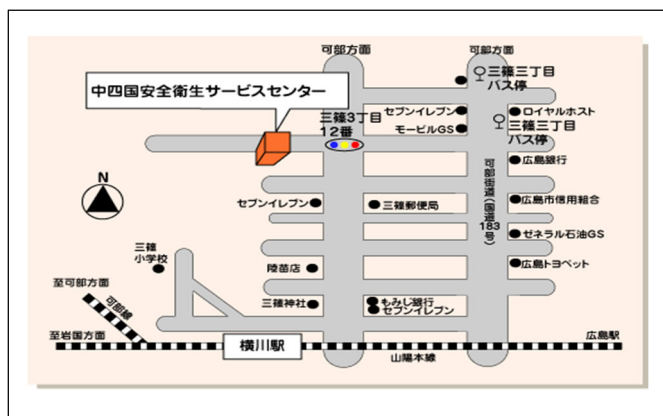 可部方面
可部方面
三篠三丁目
バス停
中四国安全衛生サービスセンター
セブンイレブン
ロイヤルホスト
三篠3丁目
12番
モービルGS
三篠三丁目
バス停
広島銀行
可部街道(国道183号)
N
セブンイレブン
三篠郵便局
広島市信用組合
ゼネラル石油GS
三篠
小学校
陸苗店
広島トヨペット
至可部方面
可部線
三篠神社
もみじ銀行
セブンイレブン
至岩国方面
横川駅
広島駅
山陽本線